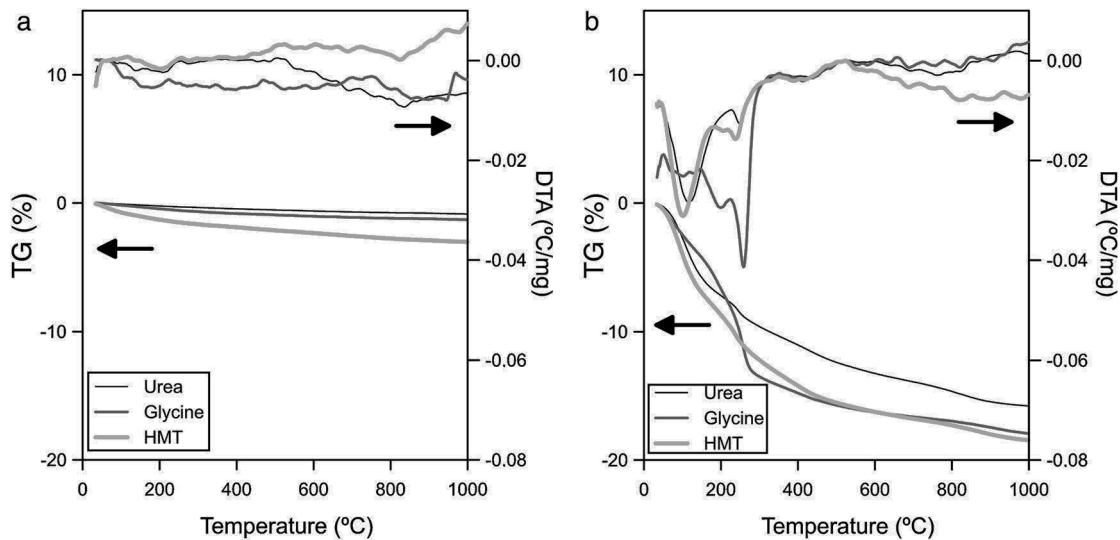 a
10
0
-10
-20
TG (%)
0.00
-0.02
-0.04
-0.06
-0.08
DTA (ºC/mg)
Urea
Glycine
HMT
0 200 400 600 800 1000
Temperature (ºC)
b
10
0
-10
-20
TG (%)
0.00
-0.02
-0.04
-0.06
-0.08
DTA (ºC/mg)
Urea
Glycine
HMT
0 200 400 600 800 1000
Temperature (ºC)